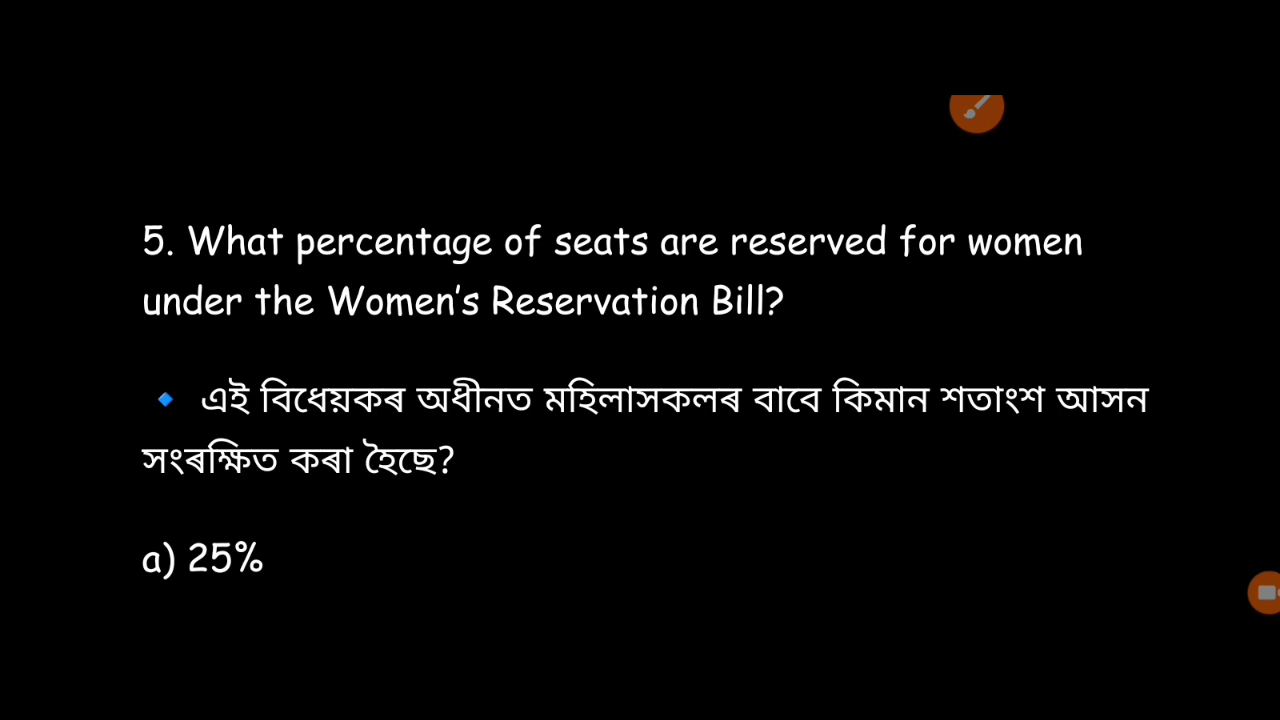 5. What percentage of seats are reserved for women
under the Women's Reservation Bill?
🔹 এই বিধেয়কৰ অধীনত মহিলাসকলৰ বাবে কিমান শতাংশ আসন
সংৰক্ষিত কৰা হৈছে?
a) 25%